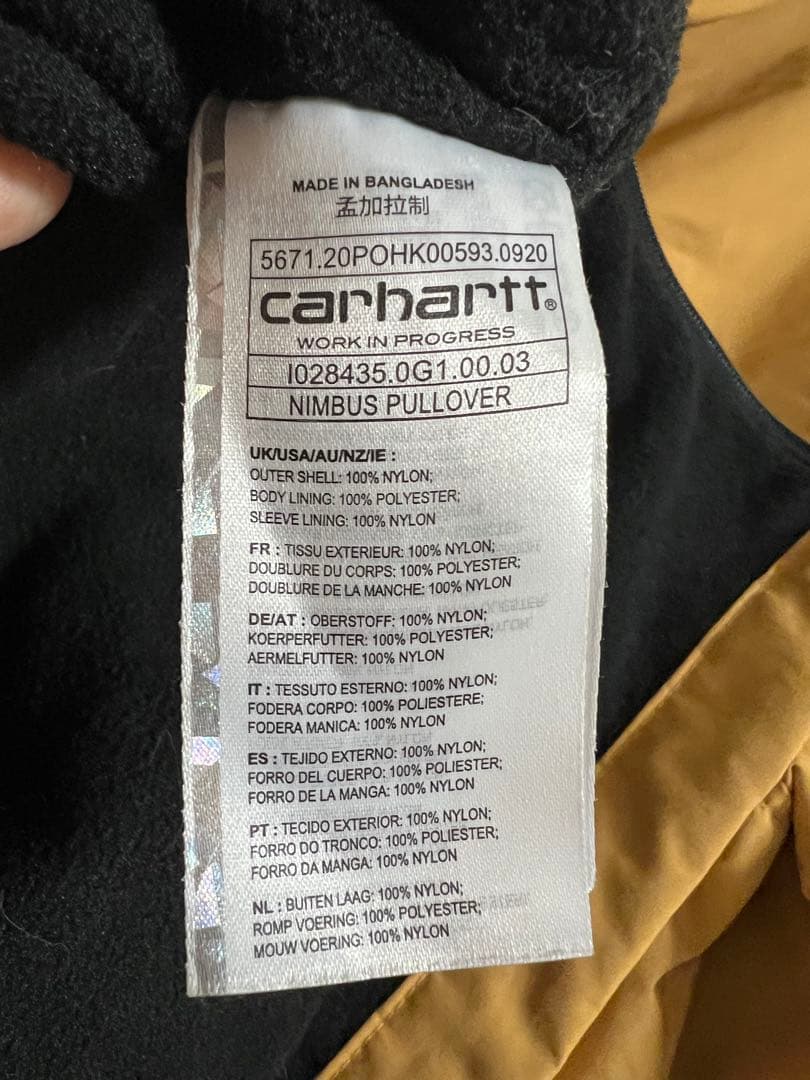 MADE IN BANGLADESH
孟加拉制
5671.20POHK00593.0920
carhartt®
WORK IN PROGRESS
I028435.0G1.00.03
NIMBUS PULLOVER
UK/USA/AU/NZ/IE :
OUTER SHELL: 100% NYLON;
BODY LINING: 100% POLYESTER;
SLEEVE LINING: 100% NYLON
FR : TISSU EXTERIEUR: 100% NYLON;
DOUBLURE DU CORPS: 100% POLYESTER;
DOUBLURE DE LA MANCHE: 100% NYLON
DE/AT : OBERSTOFF: 100% NYLON;
KOERPERFUTTER: 100% POLYESTER;
AERMELFUTTER: 100% NYLON
IT : TESSUTO ESTERNO: 100% NYLON;
FODERA CORPO: 100% POLIESTERE;
FODERA MANICA: 100% NYLON
ES : TEJIDO EXTERNO: 100% NYLON;
FORRO DEL CUERPO: 100% POLIESTER;
FORRO DE LA MANGA: 100% NYLON
PT : TECIDO EXTERIOR: 100% NYLON;
FORRO DO TRONCO: 100% POLIESTER;
FORRO DA MANGA: 100% NYLON
NL : BUITEN LAAG: 100% NYLON;
ROMP VOERING: 100% POLYESTER;
MOUW VOERING: 100% NYLON